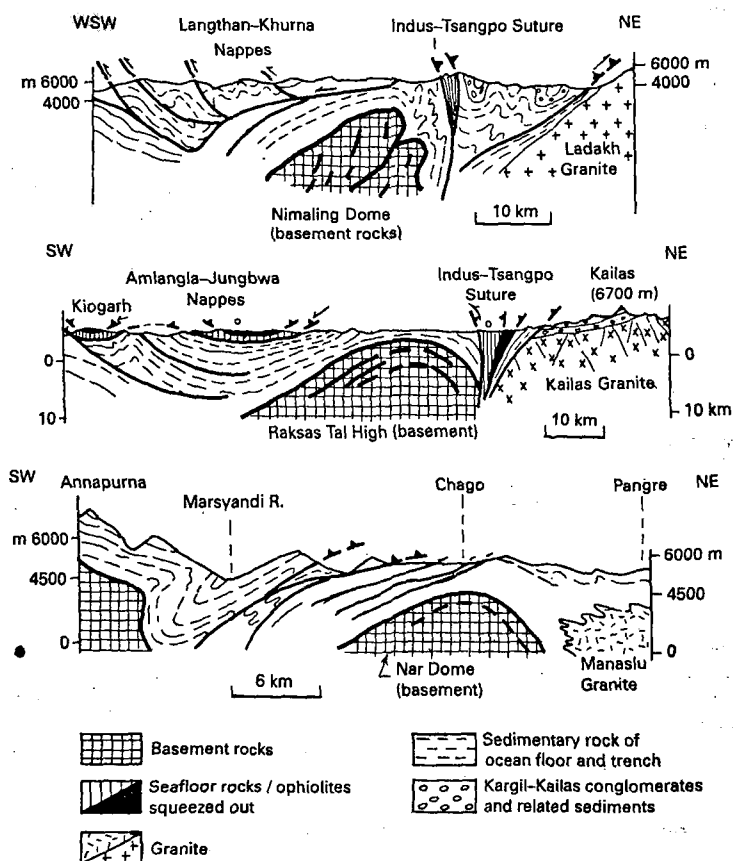 WSW
Langthan-Khurna
Nappes
Indus-Tsangpo Suture
NE
m 6000
4000
6000 m
4000
Ladakh
Granite
Nimaling Dome
(basement rocks)
10 km
SW
Amlangla-Jungbwa
Nappes
Kiogarh
Indus-Tsangpo
Suture
Kailas
(6700 m)
NE
0
10
0
10 km
Kailas Granite
10 km
Raksas Tal High (basement)
SW
Annapurna
Marsyandi R.
Chago
Pangre
NE
m 6000
4500
0
6000 m
4500
0
Nar Dome
(basement)
Manaslu
Granite
6 km
Basement rocks
Seafloor rocks / ophiolites
squeezed out
Granite
Sedimentary rock of
ocean floor and trench
Kargil-Kailas conglomerates
and related sediments